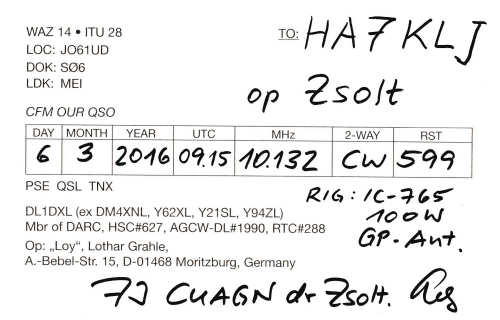 WAZ 14 • ITU 28
TO: HA7KLJ
LOC: JO61UD
DOK: SØ6
LDK: MEI
op Zsolt
CFM OUR QSO
DAY MONTH YEAR UTC MHz 2-WAY RST
6 3 2016 09.15 10.132 CW 599
PSE QSL TNX
RIG: IC-765
100W
GP-Ant.
DL1DXL (ex DM4XNL, Y62XL, Y21SL, Y94ZL)
Mbr of DARC, HSC#627, AGCW-DL#1990, RTC#288
Op: „Loy", Lothar Grahle,
A.-Bebel-Str. 15, D-01468 Moritzburg, Germany
73 CUAGN dr Zsolt.